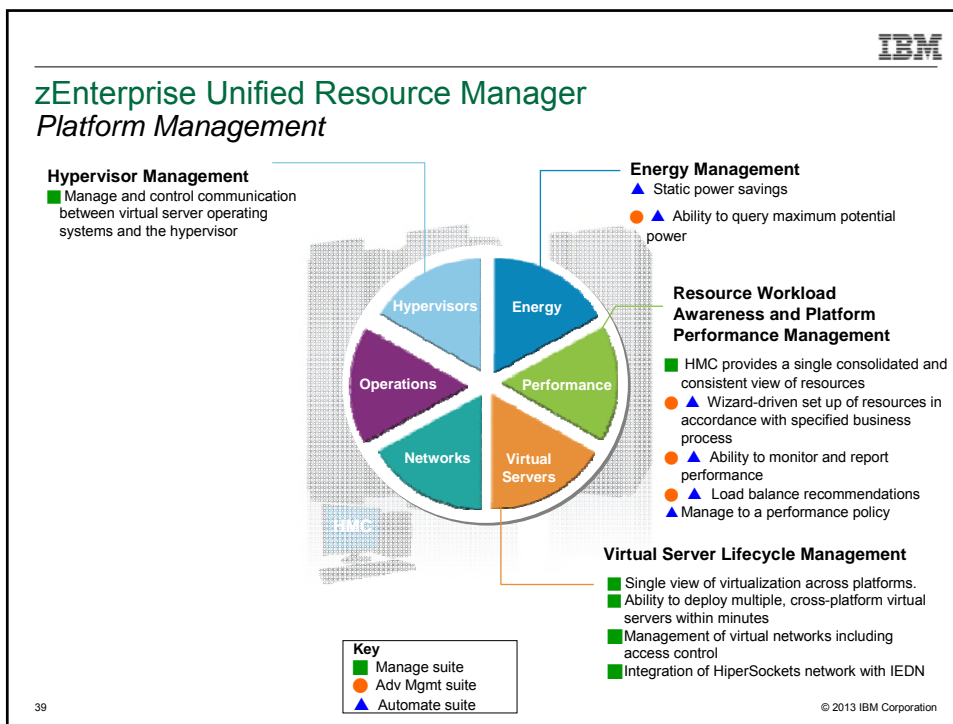 IBM
zEnterprise Unified Resource Manager
Platform Management
Hypervisor Management
Manage and control communication
between virtual server operating
systems and the hypervisor
Energy Management
Static power savings
Ability to query maximum potential
power
Resource Workload
Awareness and Platform
Performance Management
HMC provides a single consolidated and
consistent view of resources
Wizard-driven set up of resources in
accordance with specified business
process
Ability to monitor and report
performance
Load balance recommendations
Manage to a performance policy
Hypervisors
Energy
Operations
Performance
Networks
Virtual
Servers
HMC
Virtual Server Lifecycle Management
Single view of virtualization across platforms.
Ability to deploy multiple, cross-platform virtual
servers within minutes
Management of virtual networks including
access control
Integration of HiperSockets network with IEDN
Key
Manage suite
Adv Mgmt suite
Automate suite
39
© 2013 IBM Corporation